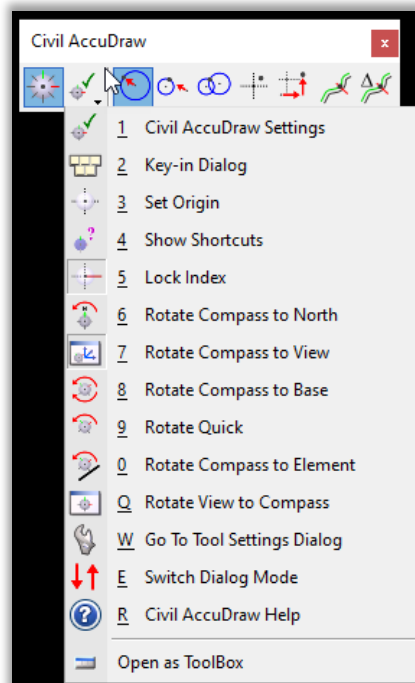 Civil AccuDraw
x
1 Civil AccuDraw Settings
2 Key-in Dialog
3 Set Origin
? 4 Show Shortcuts
5 Lock Index
N 6 Rotate Compass to North
7 Rotate Compass to View
8 Rotate Compass to Base
9 Rotate Quick
0 Rotate Compass to Element
Q Rotate View to Compass
W Go To Tool Settings Dialog
E Switch Dialog Mode
? R Civil AccuDraw Help
Open as ToolBox